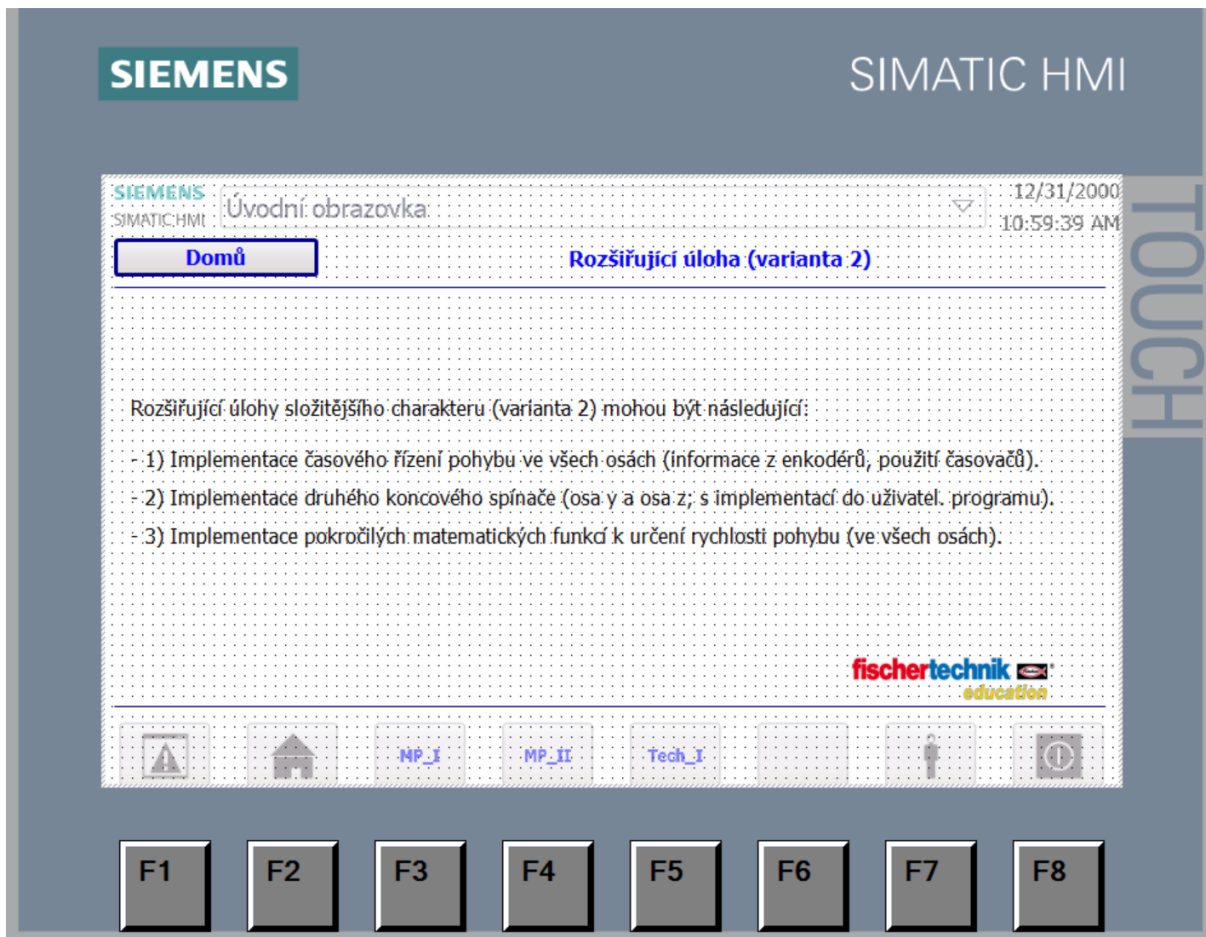 SIEMENS
SIMATIC HMI
TOUCH
SIEMENS
SIMATIC HMI
Úvodní obrazovka
12/31/2000
10:59:39 AM
Domů
Rozšiřující úloha (varianta 2)
Rozšiřující úlohy složitějšího charakteru (varianta 2) mohou být následující:
- 1) Implementace časového řízení pohybu ve všech osách (informace z enkodérů, použití časovačů).
- 2) Implementace druhého koncového spínače (osa y a osa z; s implementací do uživatel. programu).
- 3) Implementace pokročilých matematických funkcí k určení rychlosti pohybu (ve všech osách).
fischertechnik
education
MP_I
MP_II
Tech_I
F1
F2
F3
F4
F5
F6
F7
F8